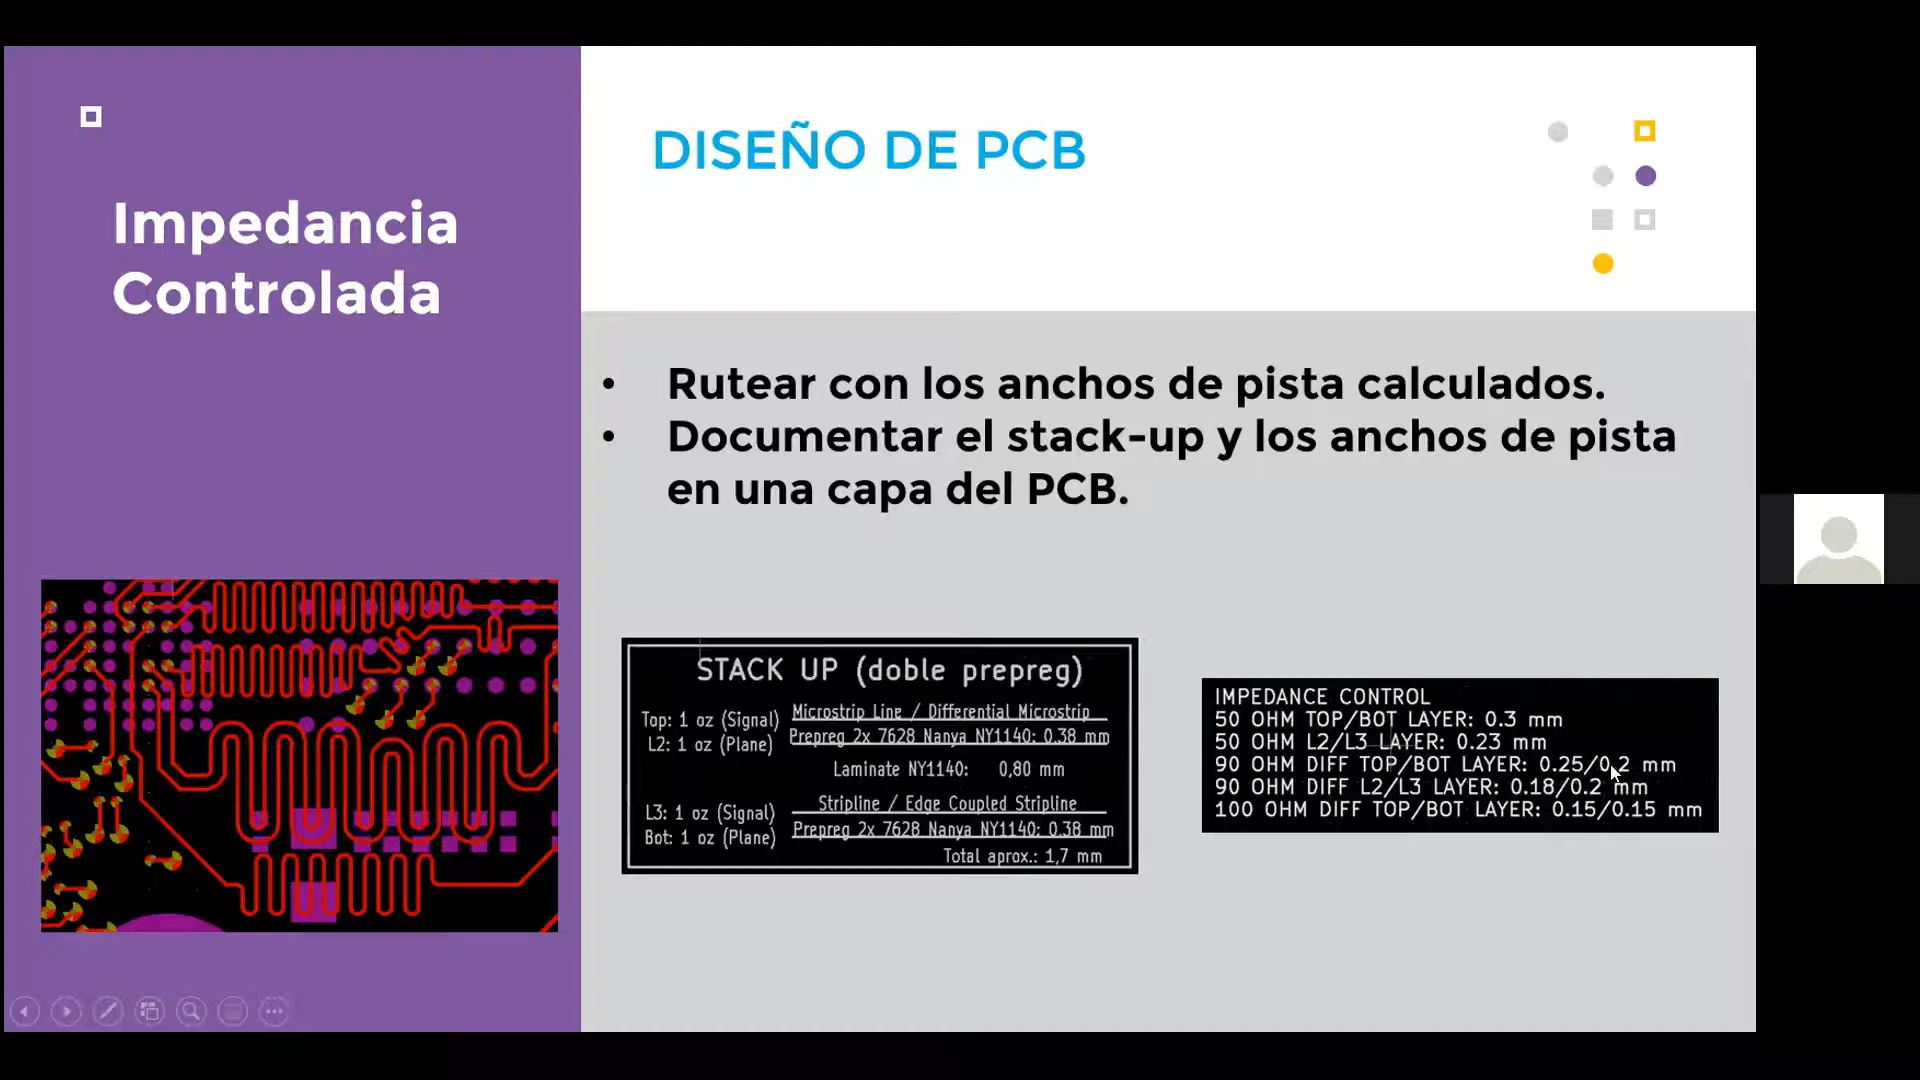 Impedancia
Controlada
DISEÑO DE PCB
• Rutear con los anchos de pista calculados.
• Documentar el stack-up y los anchos de pista
en una capa del PCB.
STACK UP (doble prepreg)
Top: 1 oz (Signal) Microstrip Line / Differential Microstrip
L2: 1 oz (Plane) Prepreg 2x 7628 Nanya NY1140: 0.38 mm
Laminate NY1140: 0,80 mm
L3: 1 oz (Signal) Stripline / Edge Coupled Stripline
Bot: 1 oz (Plane) Prepreg 2x 7628 Nanya NY1140: 0.38 mm
Total aprox.: 1,7 mm
IMPEDANCE CONTROL
50 OHM TOP/BOT LAYER: 0.3 mm
50 OHM L2/L3 LAYER: 0.23 mm
90 OHM DIFF TOP/BOT LAYER: 0.25/0.2 mm
90 OHM DIFF L2/L3 LAYER: 0.18/0.2 mm
100 OHM DIFF TOP/BOT LAYER: 0.15/0.15 mm